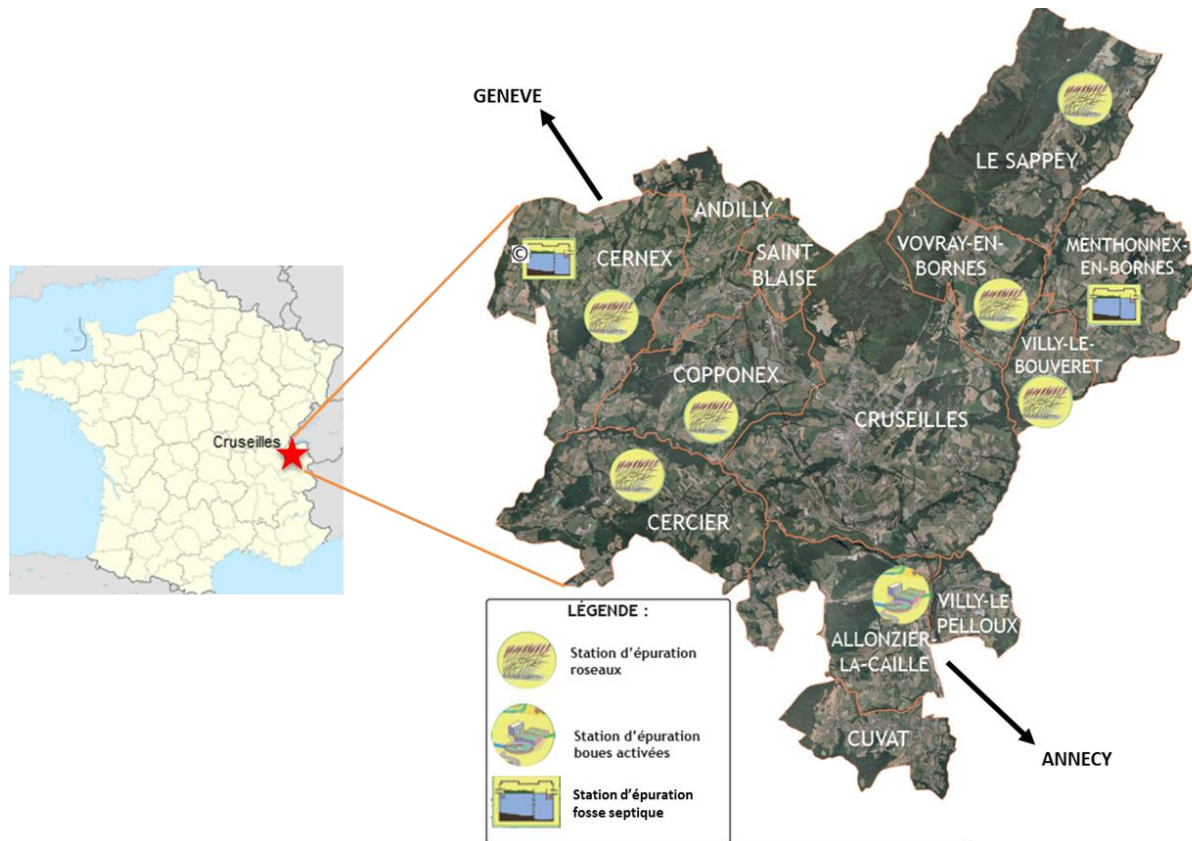 GENEVE
LE SAPPEY
ANDILLY
VOVRAY-EN-
BORNES
MENTHONNEX-
EN-BORNES
©
CERNEX
SAINT
BLAISE
VILLY-LE-
BOUVERET
COPPONEX
CRUSEILLES
Cruseilles
CERCIER
VILLY-LE-
PELLOUX
ALLONZIER-
LA-CAILLE
CUVAT
ANNECY
LÉGENDE :
Station d'épuration
roseaux
Station d'épuration
boues activées
Station d'épuration
fosse septique